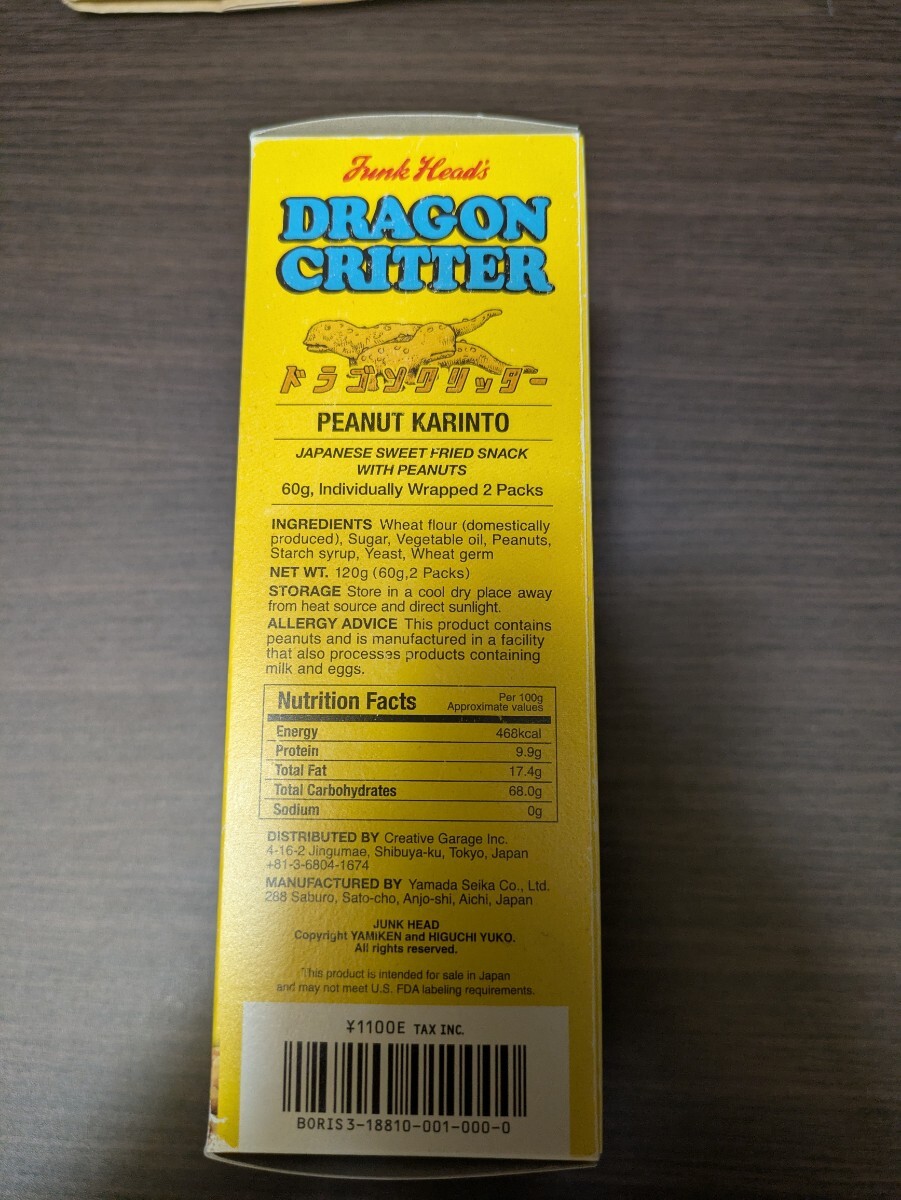 Junk Head's
DRAGON
CRITTER
ドラゴンクリッター
PEANUT KARINTO
JAPANESE SWEET FRIED SNACK
WITH PEANUTS
60g, Individually Wrapped 2 Packs
INGREDIENTS Wheat flour (domestically
produced), Sugar, Vegetable oil, Peanuts,
Starch syrup, Yeast, Wheat germ
NET WT. 120g (60g,2 Packs)
STORAGE Store in a cool dry place away
from heat source and direct sunlight.
ALLERGY ADVICE This product contains
peanuts and is manufactured in a facility
that also processes products containing
milk and eggs.
Nutrition Facts Per 100g
Approximate values
Energy 468kcal
Protein 9.9g
Total Fat 17.4g
Total Carbohydrates 68.0g
Sodium 0g
DISTRIBUTED BY Creative Garage Inc.
4-16-2 Jingumae, Shibuya-ku, Tokyo, Japan
+81-3-6804-1674
MANUFACTURED BY Yamada Seika Co., Ltd.
288 Saburo, Sato-cho, Anjo-shi, Aichi, Japan
JUNK HEAD
Copyright YAMIKEN and HIGUCHI YUKO.
All rights reserved.
This product is intended for sale in Japan
and may not meet U.S. FDA labeling requirements.
¥1100E TAX INC.
BORIS3-18810-001-000-0